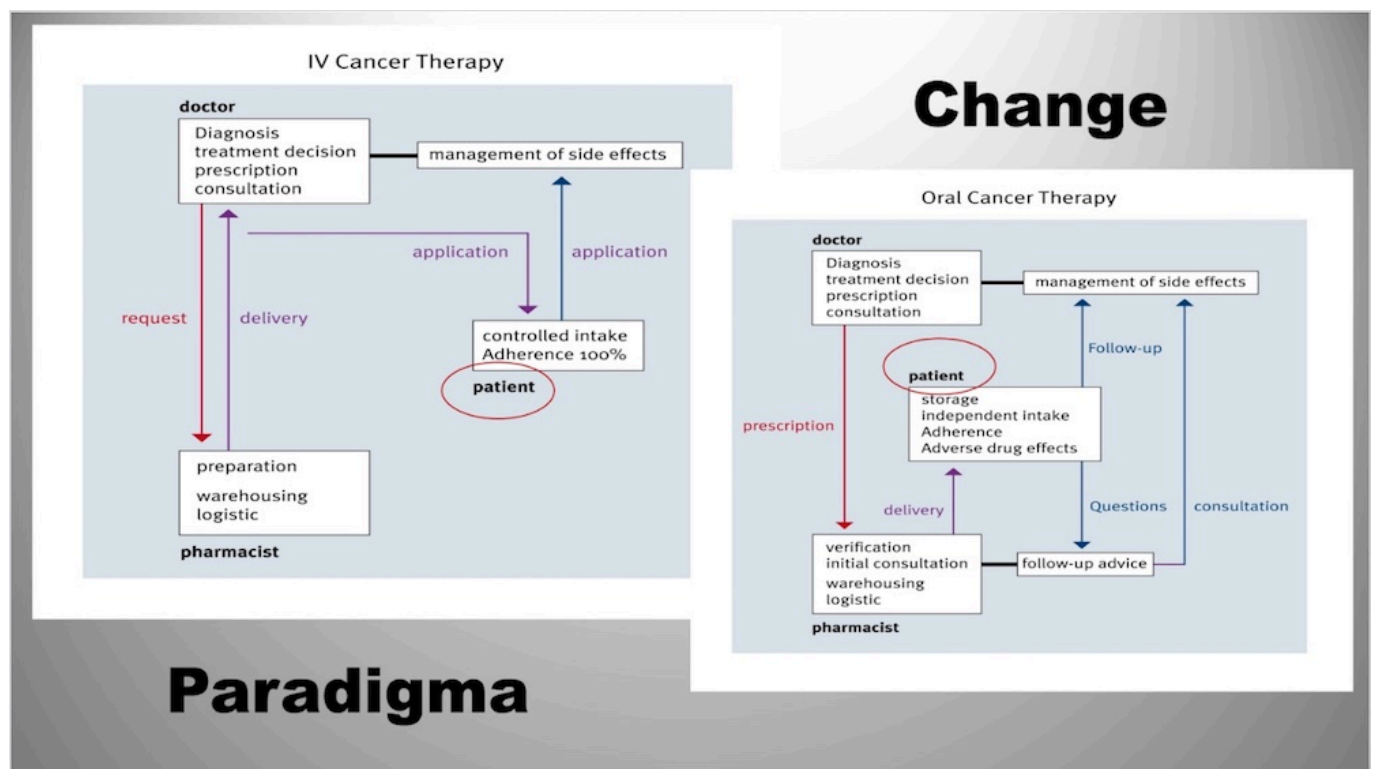 IV Cancer Therapy
doctor
Diagnosis
treatment decision
prescription
consultation
management of side effects
application
application
request
delivery
controlled intake
Adherence 100%
patient
preparation
warehousing
logistic
pharmacist
Change
Oral Cancer Therapy
doctor
Diagnosis
treatment decision
prescription
consultation
management of side effects
Follow-up
patient
storage
independent intake
Adherence
Adverse drug effects
prescription
delivery
Questions
consultation
verification
initial consultation
warehousing
logistic
follow-up advice
pharmacist
Paradigma